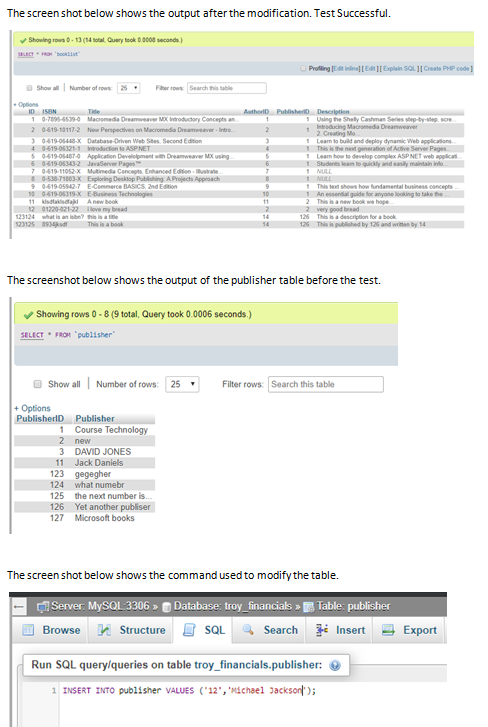 The screen shot below shows the output after the modification. Test Successful.
Showing rows 0 - 13 (14 total, Query took 0.0008 seconds.)
SELECT * FROM `booklist`
Profiling [Edit inline] [ Edit ] [ Explain SQL ] [ Create PHP code ]
Show all | Number of rows: 25 Filter rows: Search this table
+ Options
ID ISBN Title AuthorID PublisherID Description
1 0-7895-6539-0 Macromedia Dreamweaver MX Introductory Concepts an... 1 1 Using the Shelly Cashman Series step-by-step, scre...
2 0-619-10117-2 New Perspectives on Macromedia Dreamweaver - Intro... 2 1 Introducing Macromedia Dreamweaver
2. Creating Mo...
3 0-619-06448-X Database-Driven Web Sites, Second Edition 3 1 Learn to build and deploy dynamic Web applications...
4 0-619-06321-1 Introduction to ASP.NET 4 1 This is the next generation of Active Server Pages...
5 0-619-06487-0 Application Develolpment with Dreamweaver MX using... 5 1 Learn how to develop complex ASP.NET web applicati...
6 0-619-06343-2 JavaServer Pages™ 6 1 Students learn to quickly and easily maintain info...
7 0-619-11052-X Multimedia Concepts, Enhanced Edition - Illustrate... 7 1 NULL
8 0-538-71803-X Exploring Desktop Publishing: A Projects Approach 8 1 NULL
9 0-619-05942-7 E-Commerce BASICS, 2nd Edition 9 1 This text shows how fundamental business concepts...
10 0-619-06319-X E-Business Technologies 10 1 An essential guide for anyone looking to take the...
11 A new book 11 2 This is a new book we hope...
12 01220-021-22 i love my bread 2 2 very good bread
123124 what is an isbn? this is a title 14 126 This is a description for a book.
123125 8934jksdf This is a book 14 126 This is published by 126 and written by 14
The screenshot below shows the output of the publisher table before the test.
Showing rows 0 - 8 (9 total, Query took 0.0006 seconds.)
SELECT * FROM `publisher`
Show all | Number of rows: 25 Filter rows: Search this table
+ Options
PublisherID Publisher
1 Course Technology
2 new
3 DAVID JONES
11 Jack Daniels
123 gegegher
124 what numebr
125 the next number is...
126 Yet another publiser
127 Microsoft books
The screen shot below shows the command used to modify the table.
Server: MySQL:3306 » Database: troy_financials » Table: publisher
Browse Structure SQL Search Insert Export
Run SQL query/queries on table troy_financials.publisher:
1 INSERT INTO publisher VALUES ('12','Michael Jackson');